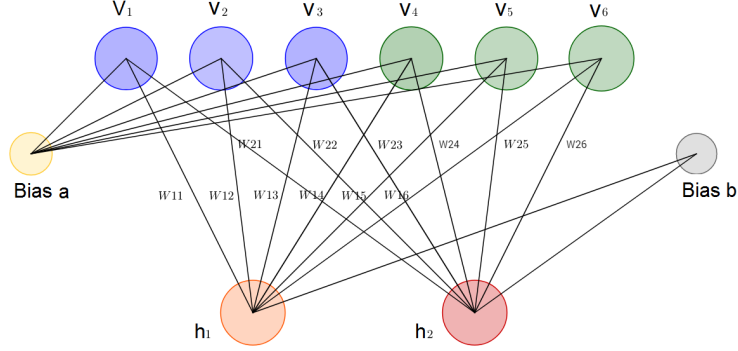 V₁ v₂ v₃ v₄ v₅ v₆
W21 W22 W23 W24 W25 W26
Bias a
Bias b
W11 W12 W13 W14 W15 W16
h₁
h₂